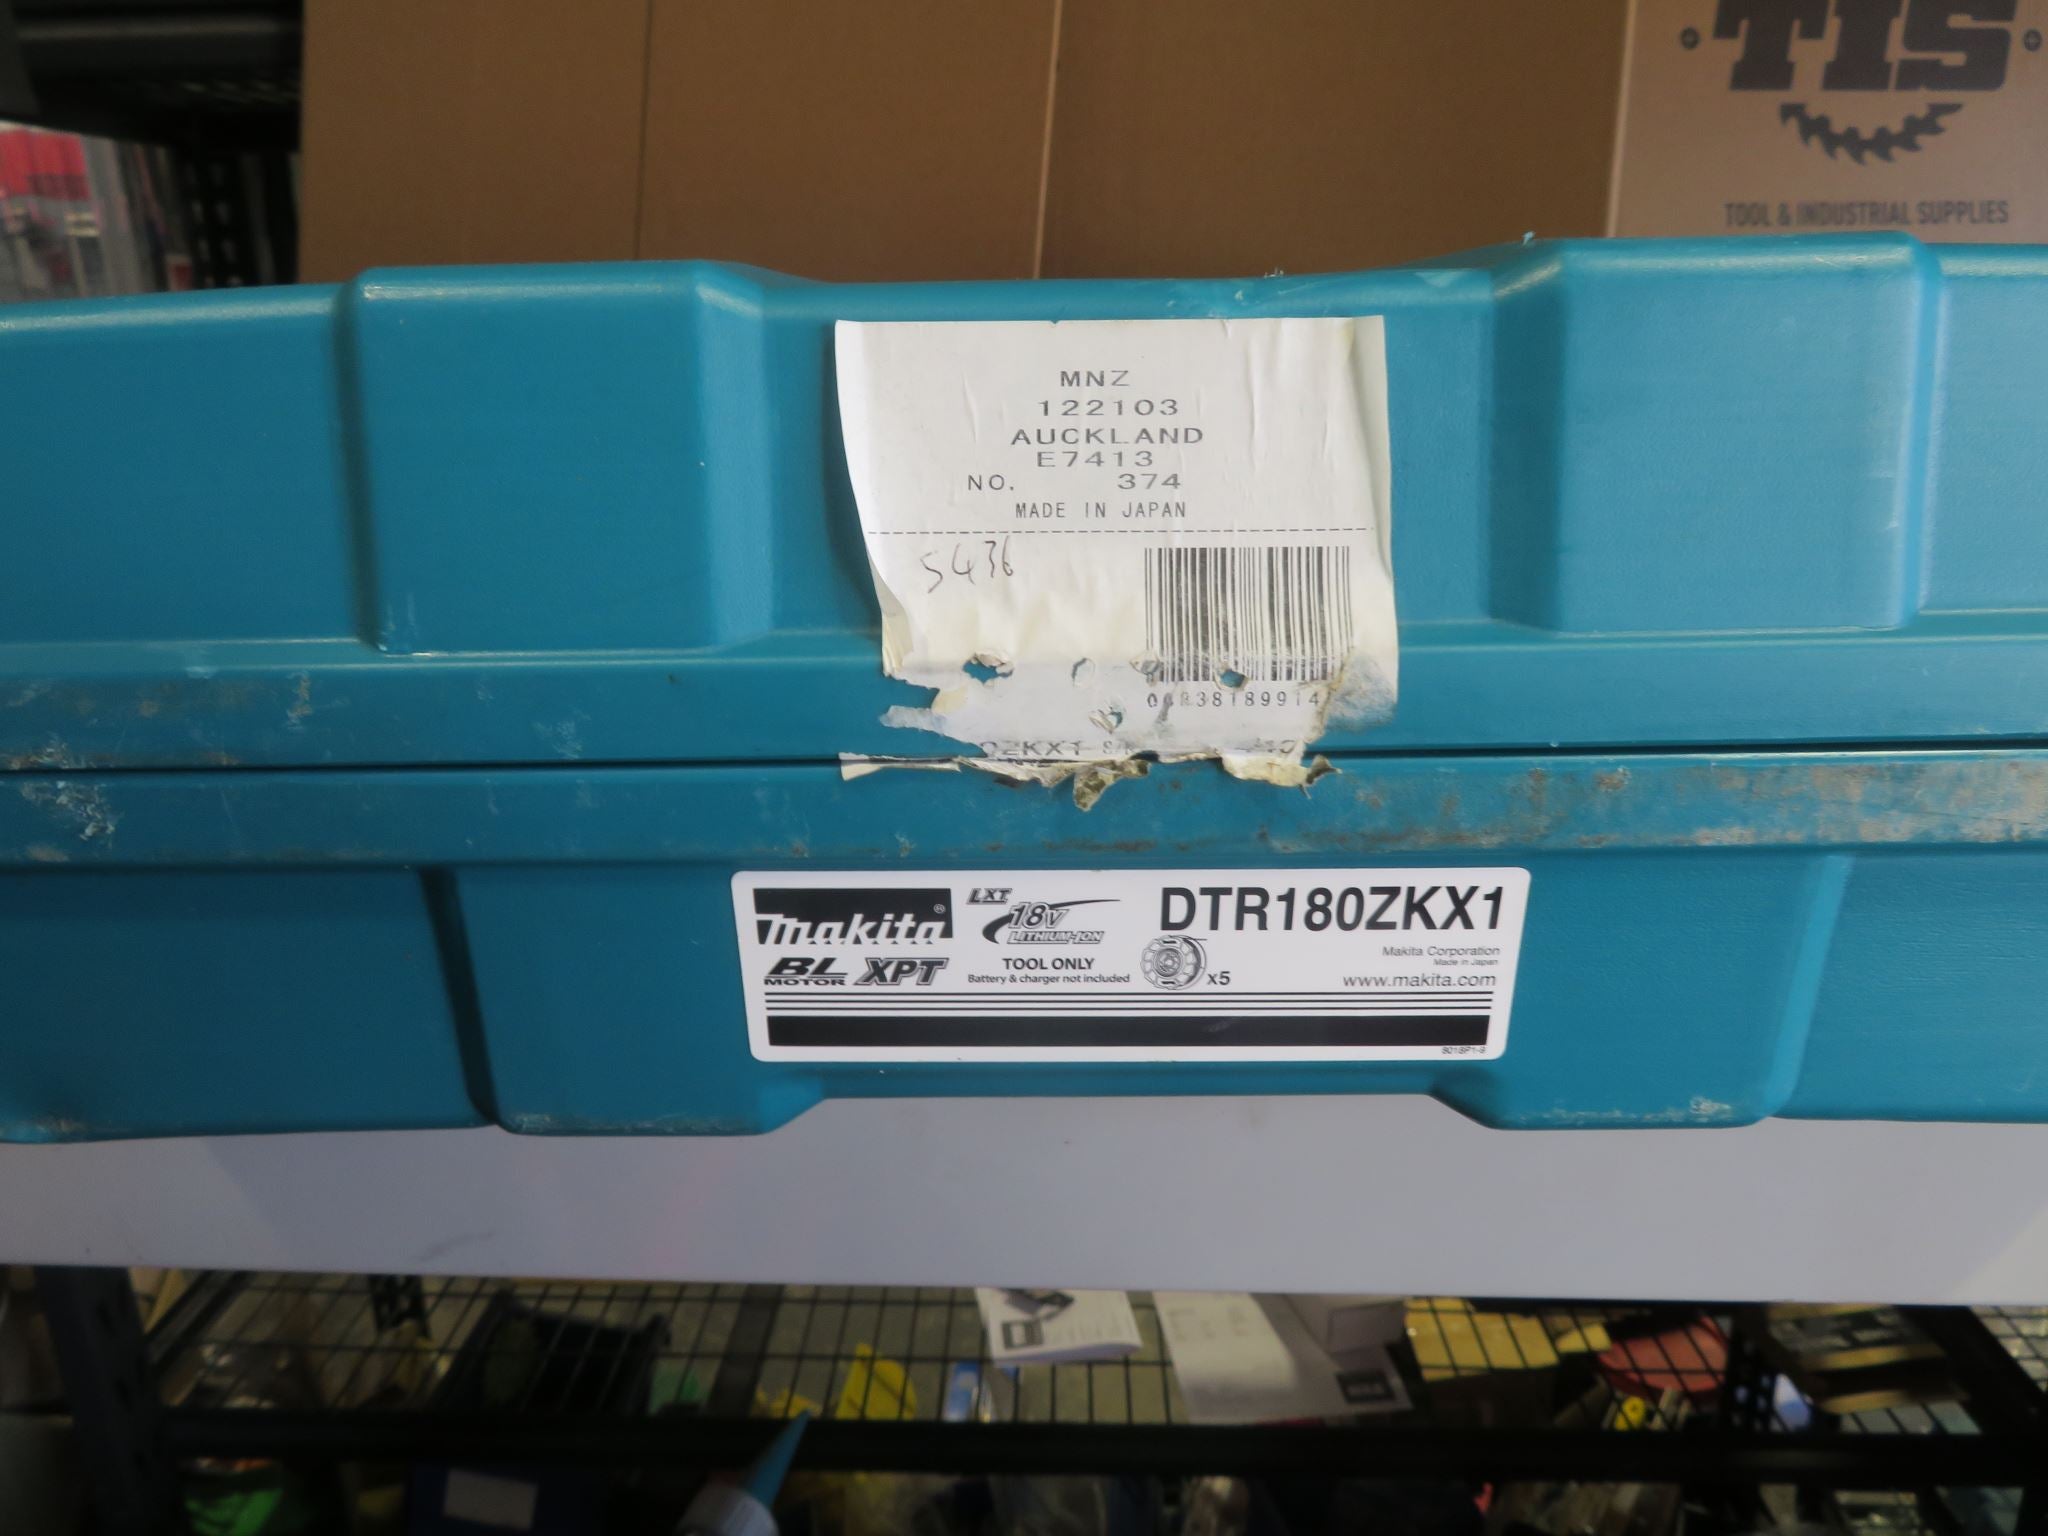 TIS
TOOL & INDUSTRIAL SUPPLIES
MNZ
122103
AUCKLAND
E7413
NO. 374
MADE IN JAPAN
5436
ZKX1
makita®
LXT
18V
LITHIUM-ION
DTR180ZKX1
Makita Corporation
Made in Japan
BL
MOTOR
XPT
TOOL ONLY
Battery & charger not included
x5
www.makita.com